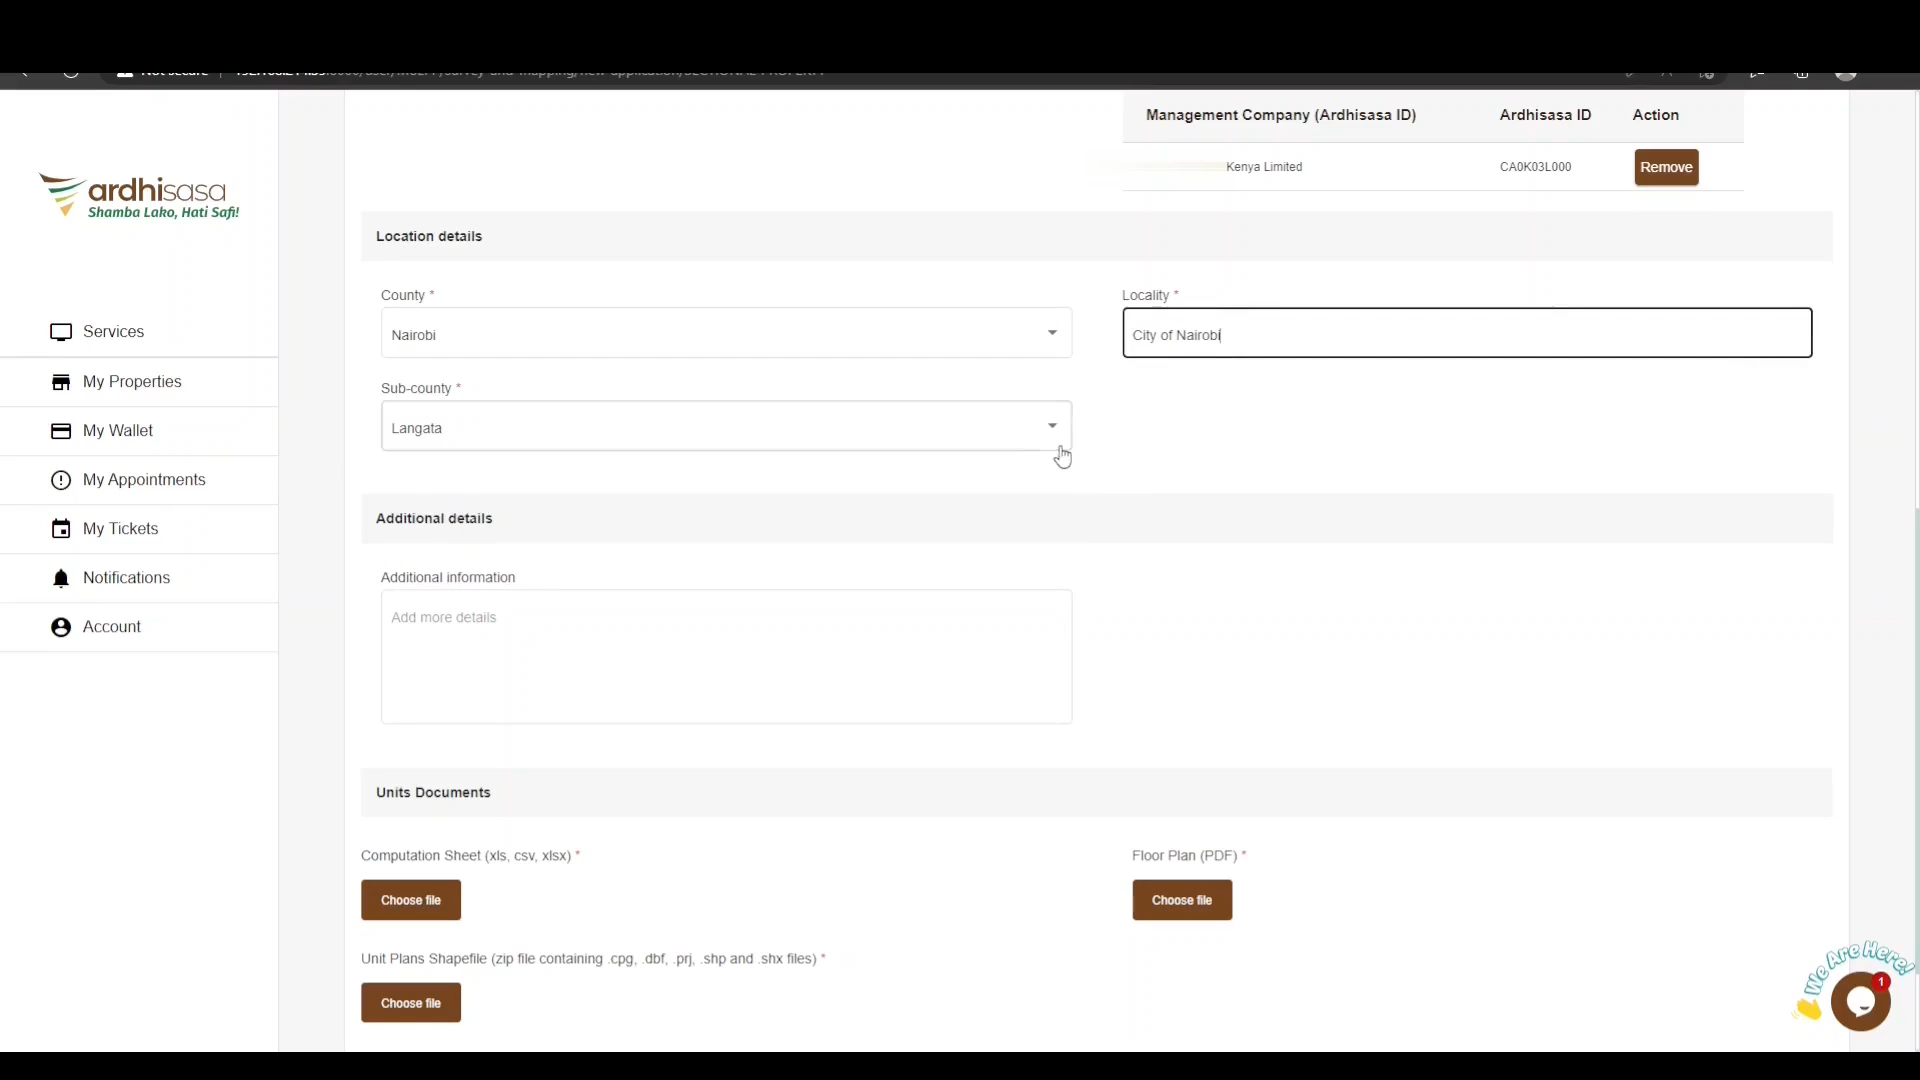 Management Company (Ardhisasa ID) Ardhisasa ID Action
Kenya Limited CA0K03L000 Remove
ardhisasa
Shamba Lako, Hati Safi!
Services
My Properties
My Wallet
My Appointments
My Tickets
Notifications
Account
Location details
County * Locality *
Nairobi City of Nairobi
Sub-county *
Langata
Additional details
Additional information
Add more details
Units Documents
Computation Sheet (xls, csv, xlsx) * Floor Plan (PDF) *
Choose file Choose file
Unit Plans Shapefile (zip file containing .cpg, .dbf, .prj, .shp and .shx files) *
Choose file
We Are Here!
1